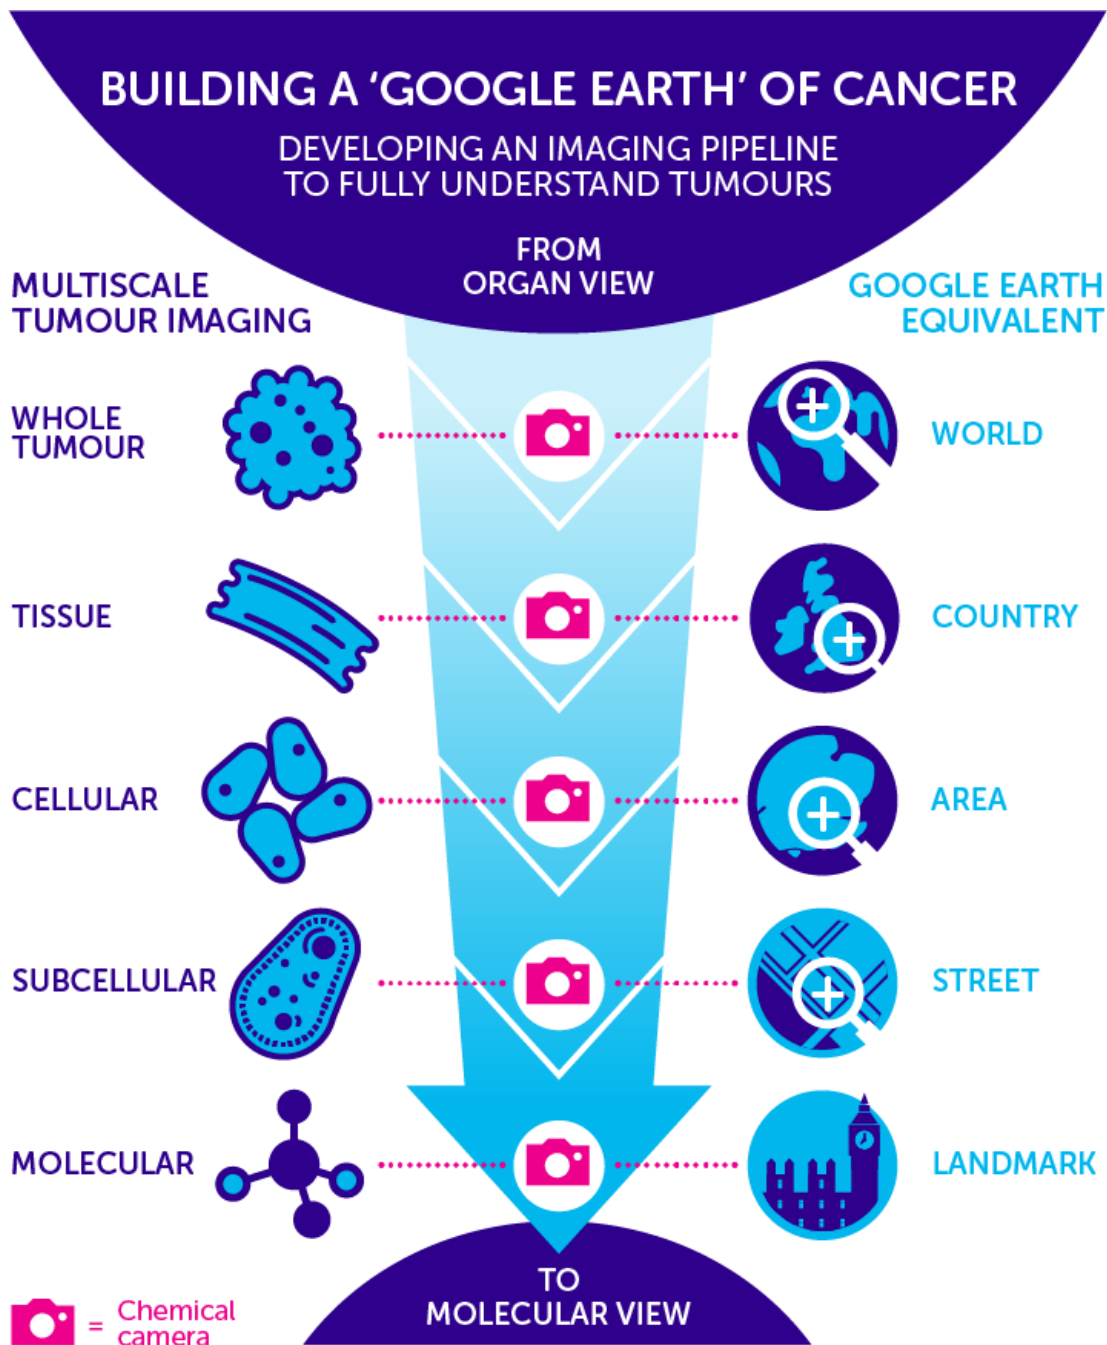 BUILDING A ‘GOOGLE EARTH’ OF CANCER
DEVELOPING AN IMAGING PIPELINE
TO FULLY UNDERSTAND TUMOURS
FROM
ORGAN VIEW
MULTISCALE
TUMOUR IMAGING
GOOGLE EARTH
EQUIVALENT
WHOLE
TUMOUR
WORLD
TISSUE
COUNTRY
CELLULAR
AREA
SUBCELLULAR
STREET
MOLECULAR
LANDMARK
TO
MOLECULAR VIEW
= Chemical
camera